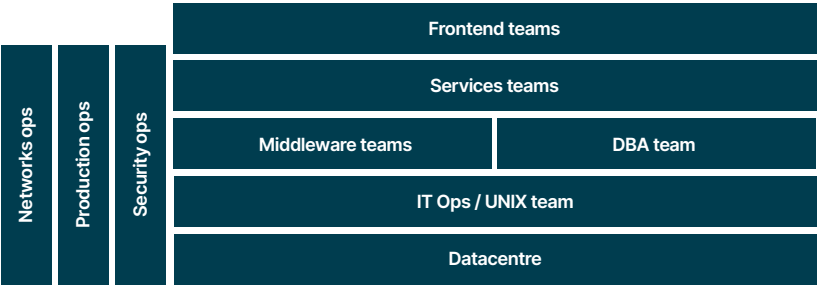 Frontend teams
Services teams
Middleware teams
DBA team
IT Ops / UNIX team
Datacentre
Networks ops
Production ops
Security ops